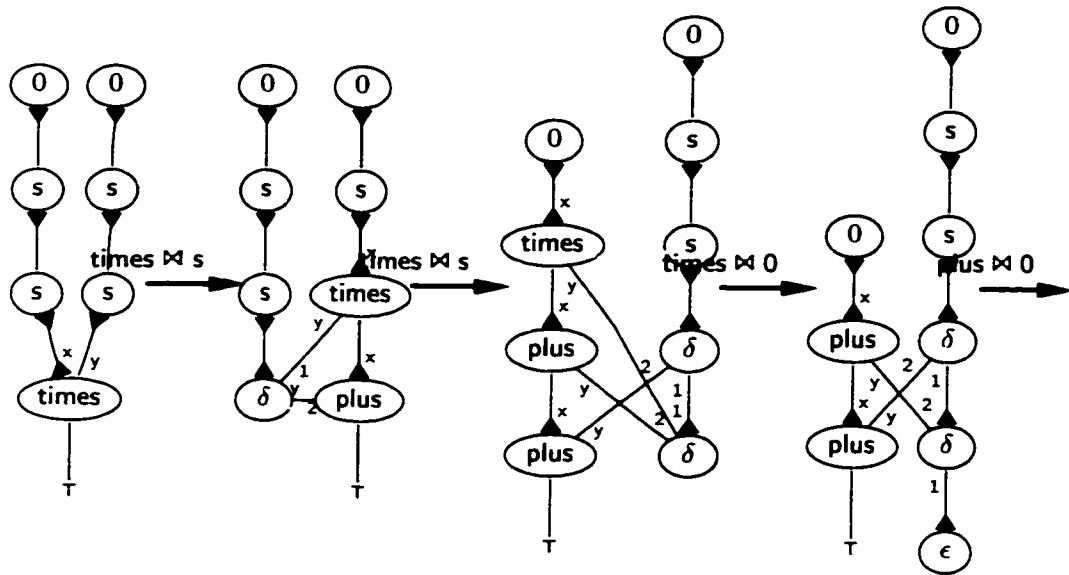 0 0
s s
s s
x y
times
T
times ⋈ s
0 0
s s
s x
times
y
1
y
2
x
δ plus
T
times ⋈ s
0
x
times
y
x
plus
y
x
plus
y
T
0
s
s
δ
2
1
1
2
δ
times ⋈ 0
0
x
plus
y
x
plus
y
T
0
s
s
δ
2
1
2
δ
1
ϵ
plus ⋈ 0